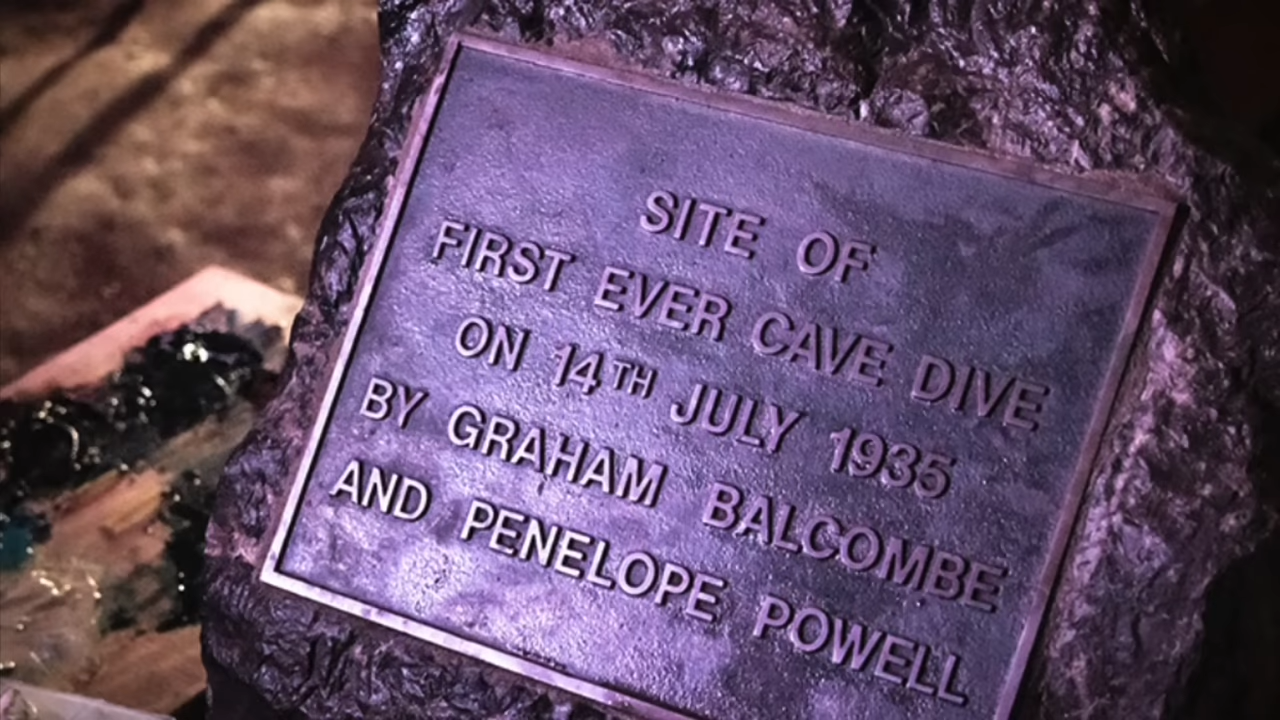 SITE OF
FIRST EVER CAVE DIVE
ON 14TH JULY 1935
BY GRAHAM BALCOMBE
AND PENELOPE POWELL